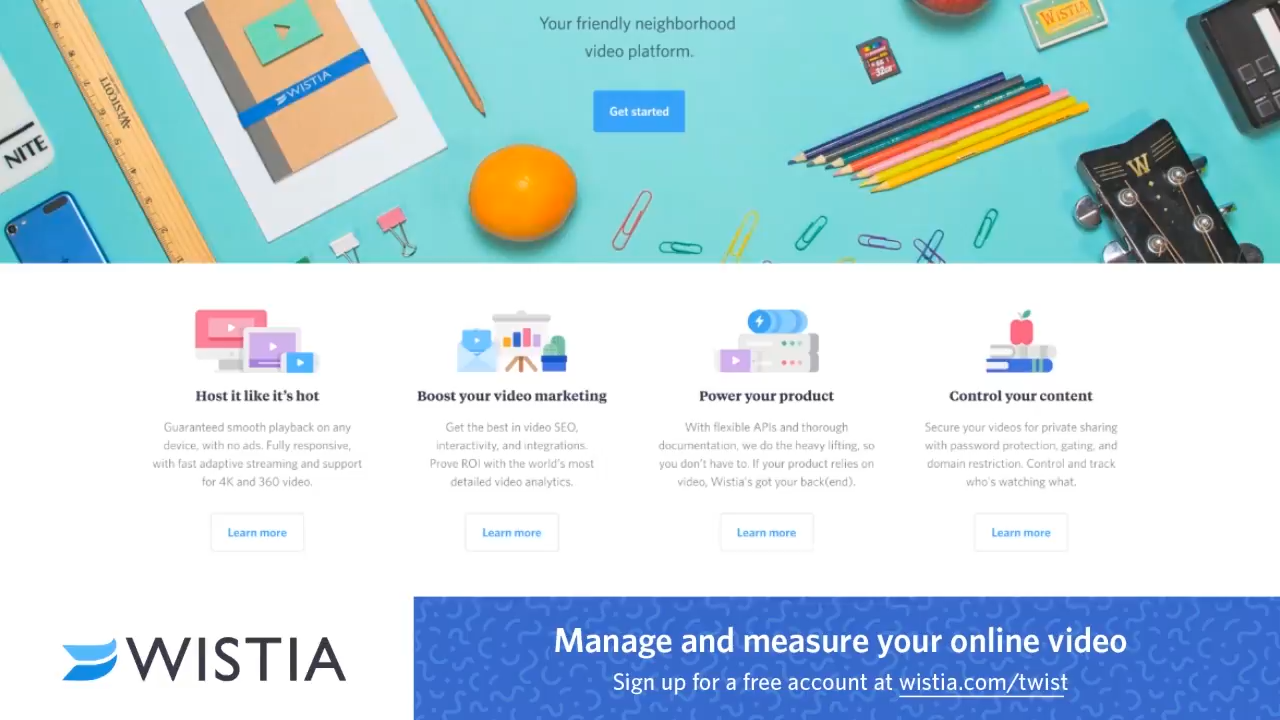 Your friendly neighborhood
video platform.
Get started
WISTIA
WISTIA
WESTCOTT
NITE
32GB
W
Host it like it's hot
Guaranteed smooth playback on any
device, with no ads. Fully responsive,
with fast adaptive streaming and support
for 4K and 360 video.
Learn more
Boost your video marketing
Get the best in video SEO,
interactivity, and integrations.
Prove ROI with the world's most
detailed video analytics.
Learn more
Power your product
With flexible APIs and thorough
documentation, we do the heavy lifting, so
you don't have to. If your product relies on
video, Wistia's got your back(end).
Learn more
Control your content
Secure your videos for private sharing
with password protection, gating, and
domain restriction. Control and track
who's watching what.
Learn more
WISTIA
Manage and measure your online video
Sign up for a free account at wistia.com/twist